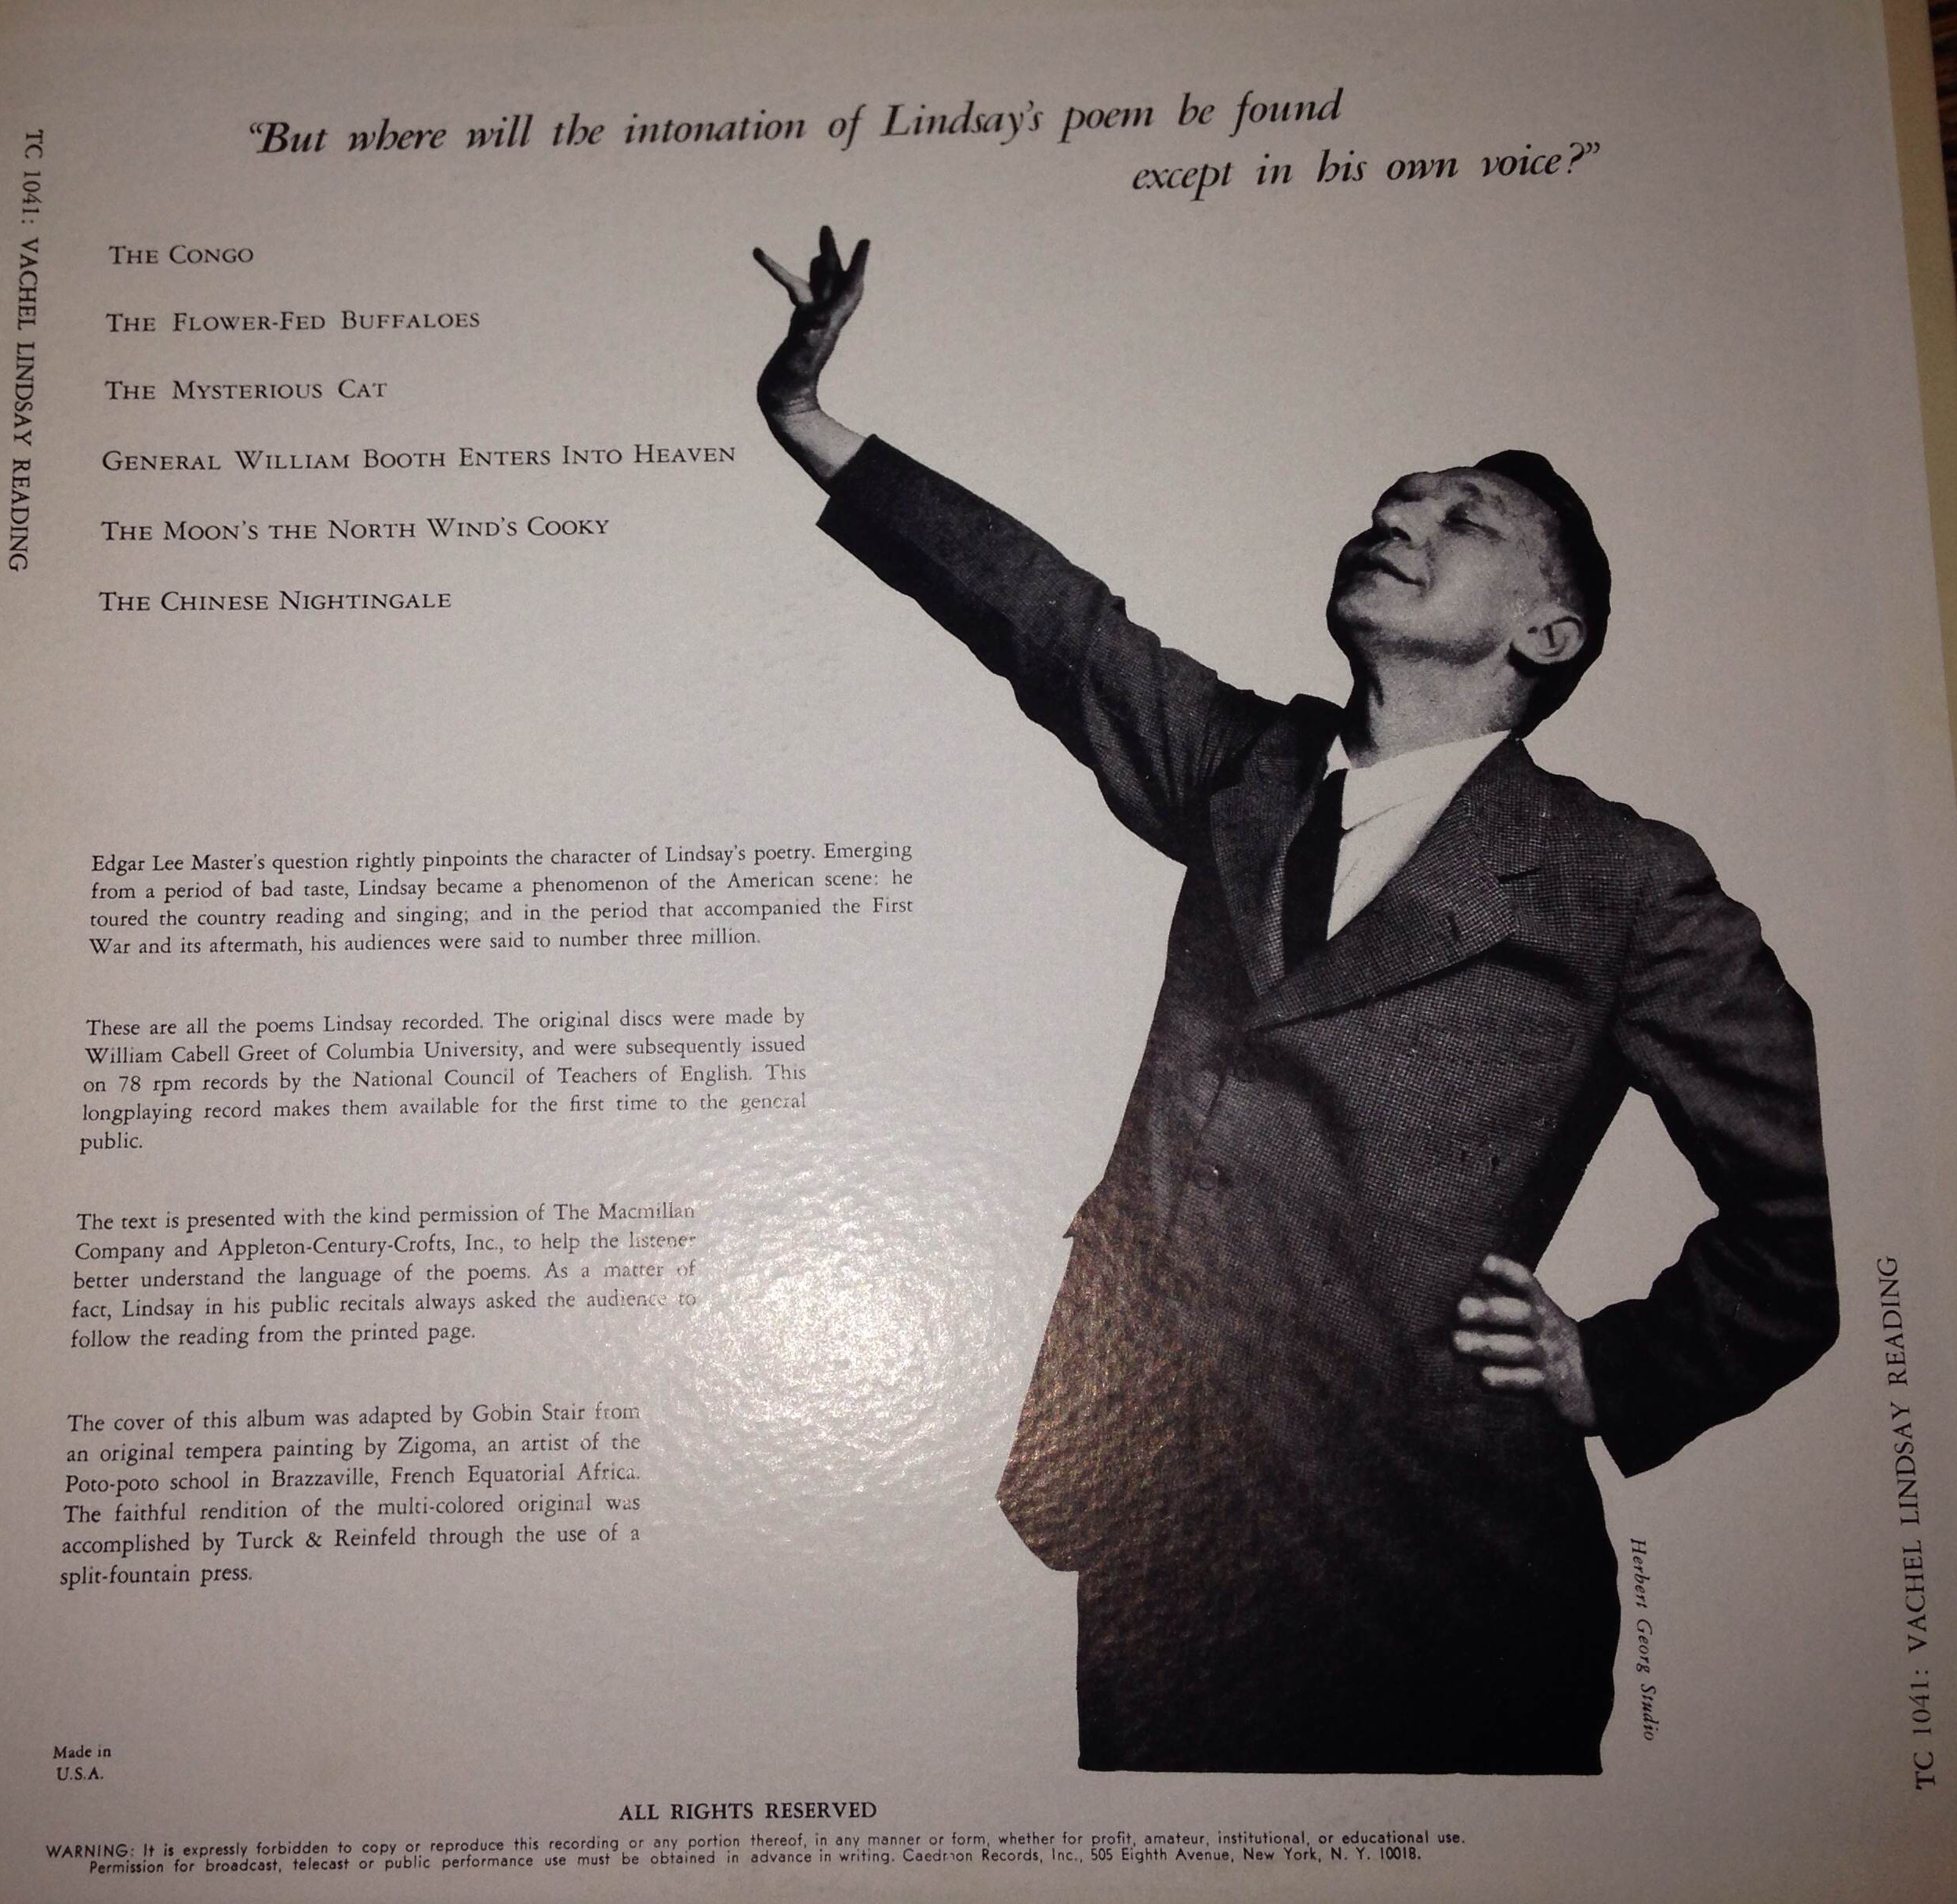 "But where will the intonation of Lindsay's poem be found
except in his own voice?"
TC 1041: VACHEL LINDSAY READING
THE CONGO
THE FLOWER-FED BUFFALOES
THE MYSTERIOUS CAT
GENERAL WILLIAM BOOTH ENTERS INTO HEAVEN
THE MOON'S THE NORTH WIND'S COOKY
THE CHINESE NIGHTINGALE
Edgar Lee Master's question rightly pinpoints the character of Lindsay's poetry. Emerging
from a period of bad taste, Lindsay became a phenomenon of the American scene: he
toured the country reading and singing; and in the period that accompanied the First
War and its aftermath, his audiences were said to number three million.
These are all the poems Lindsay recorded. The original discs were made by
William Cabell Greet of Columbia University, and were subsequently issued
on 78 rpm records by the National Council of Teachers of English. This
longplaying record makes them available for the first time to the general
public.
The text is presented with the kind permission of The Macmillan
Company and Appleton-Century-Crofts, Inc., to help the listener
better understand the language of the poems. As a matter of
fact, Lindsay in his public recitals always asked the audience to
follow the reading from the printed page.
The cover of this album was adapted by Gobin Stair from
an original tempera painting by Zigoma, an artist of the
Poto-poto school in Brazzaville, French Equatorial Africa.
The faithful rendition of the multi-colored original was
accomplished by Turck & Reinfeld through the use of a
split-fountain press.
Herbert Georg Studio
TC 1041: VACHEL LINDSAY READING
Made in
U.S.A.
ALL RIGHTS RESERVED
WARNING: It is expressly forbidden to copy or reproduce this recording or any portion thereof, in any manner or form, whether for profit, amateur, institutional, or educational use.
Permission for broadcast, telecast or public performance use must be obtained in advance in writing. Caedmon Records, Inc., 505 Eighth Avenue, New York, N. Y. 10018.